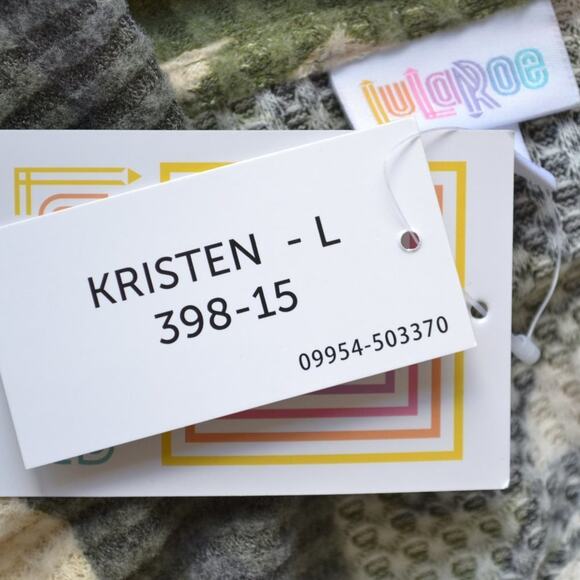 LuLaRoe
KRISTEN - L
398-15
09954-503370